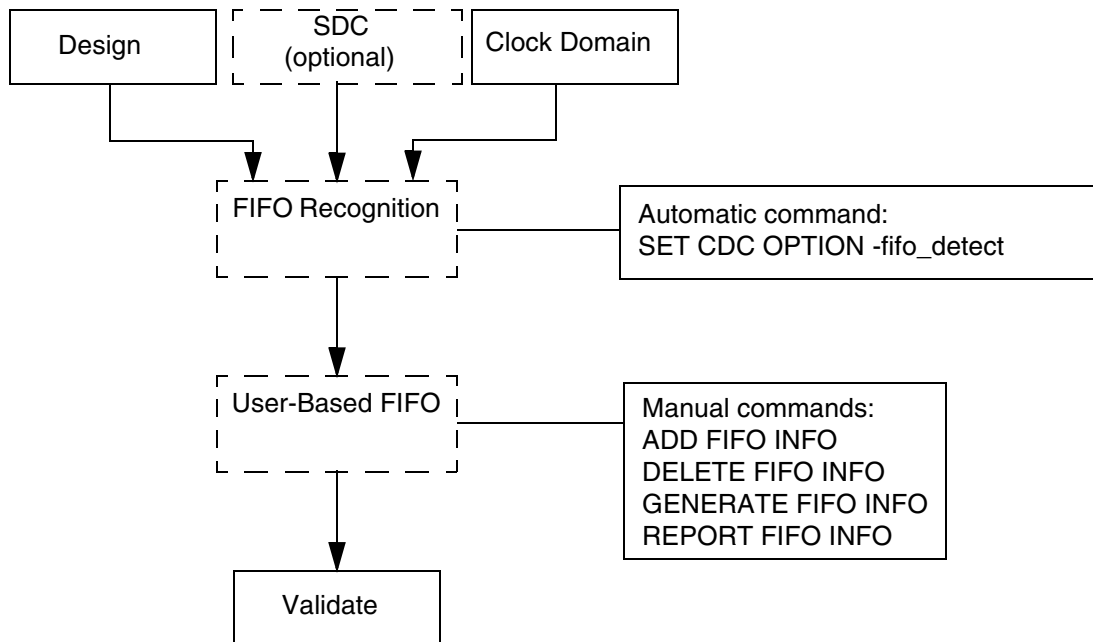 Design
SDC
(optional)
Clock Domain
FIFO Recognition
Automatic command:
SET CDC OPTION -fifo_detect
User-Based FIFO
Manual commands:
ADD FIFO INFO
DELETE FIFO INFO
GENERATE FIFO INFO
REPORT FIFO INFO
Validate